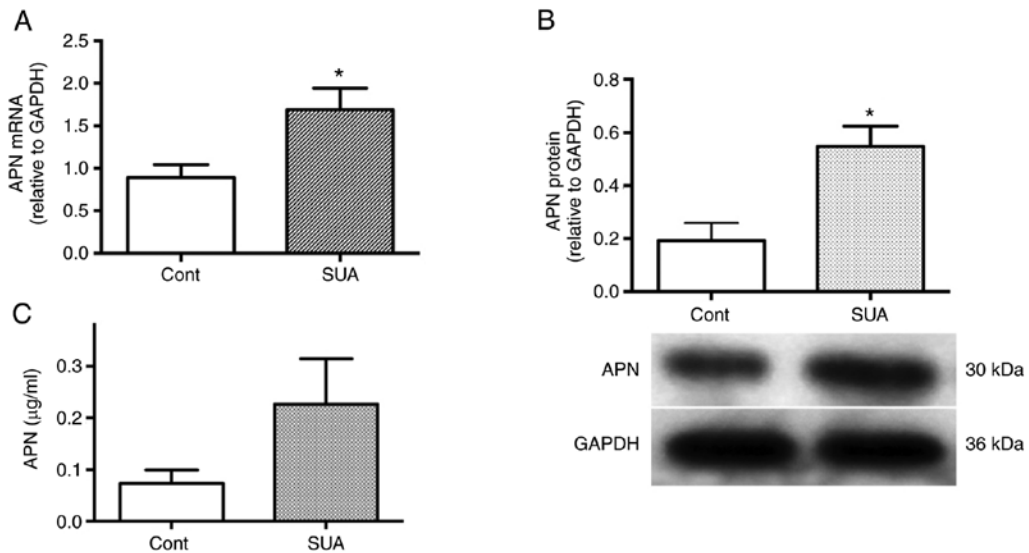 A
APN mRNA
(relative to GAPDH)
2.5
2.0
1.5
1.0
0.5
0.0
*
Cont SUA
B
APN protein
(relative to GAPDH)
0.8
0.6
0.4
0.2
0.0
*
Cont SUA
APN 30 kDa
GAPDH 36 kDa
C
APN (μg/ml)
0.3
0.2
0.1
0.0
Cont SUA